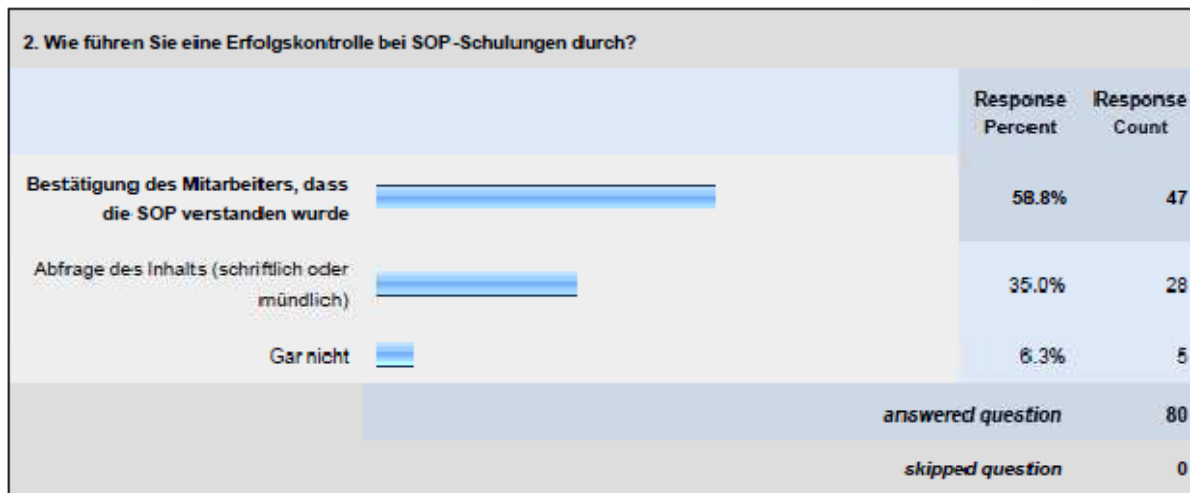 2. Wie führen Sie eine Erfolgskontrolle bei SOP-Schulungen durch?
Response Percent Response Count
Bestätigung des Mitarbeiters, dass
die SOP verstanden wurde 58.8% 47
Abfrage des Inhalts (schriftlich oder
mündlich) 35.0% 28
Gar nicht 6.3% 5
answered question 80
skipped question 0